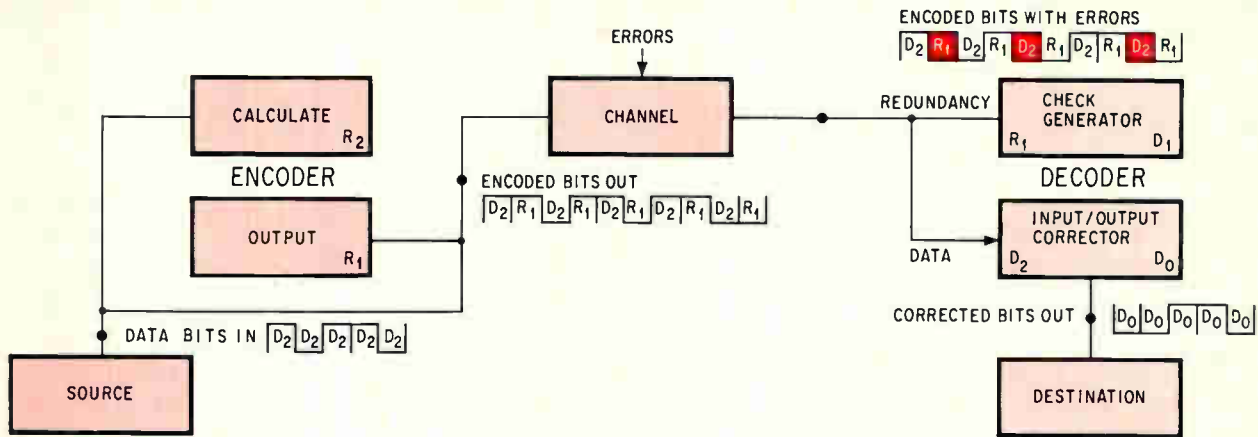 ENCODED BITS WITH ERRORS
D₂ R₁ D₂ R₁ D₂ R₁ D₂ R₁ D₂ R₁
ERRORS
CALCULATE
R₂
CHANNEL
REDUNDANCY
CHECK
GENERATOR
R₁ D₁
ENCODER
ENCODED BITS OUT
D₂ R₁ D₂ R₁ D₂ R₁ D₂ R₁ D₂ R₁
DECODER
OUTPUT
R₁
INPUT/OUTPUT
CORRECTOR
D₂ D₀
DATA
DATA BITS IN D₂ D₂ D₂ D₂ D₂
CORRECTED BITS OUT D₀ D₀ D₀ D₀ D₀
SOURCE
DESTINATION